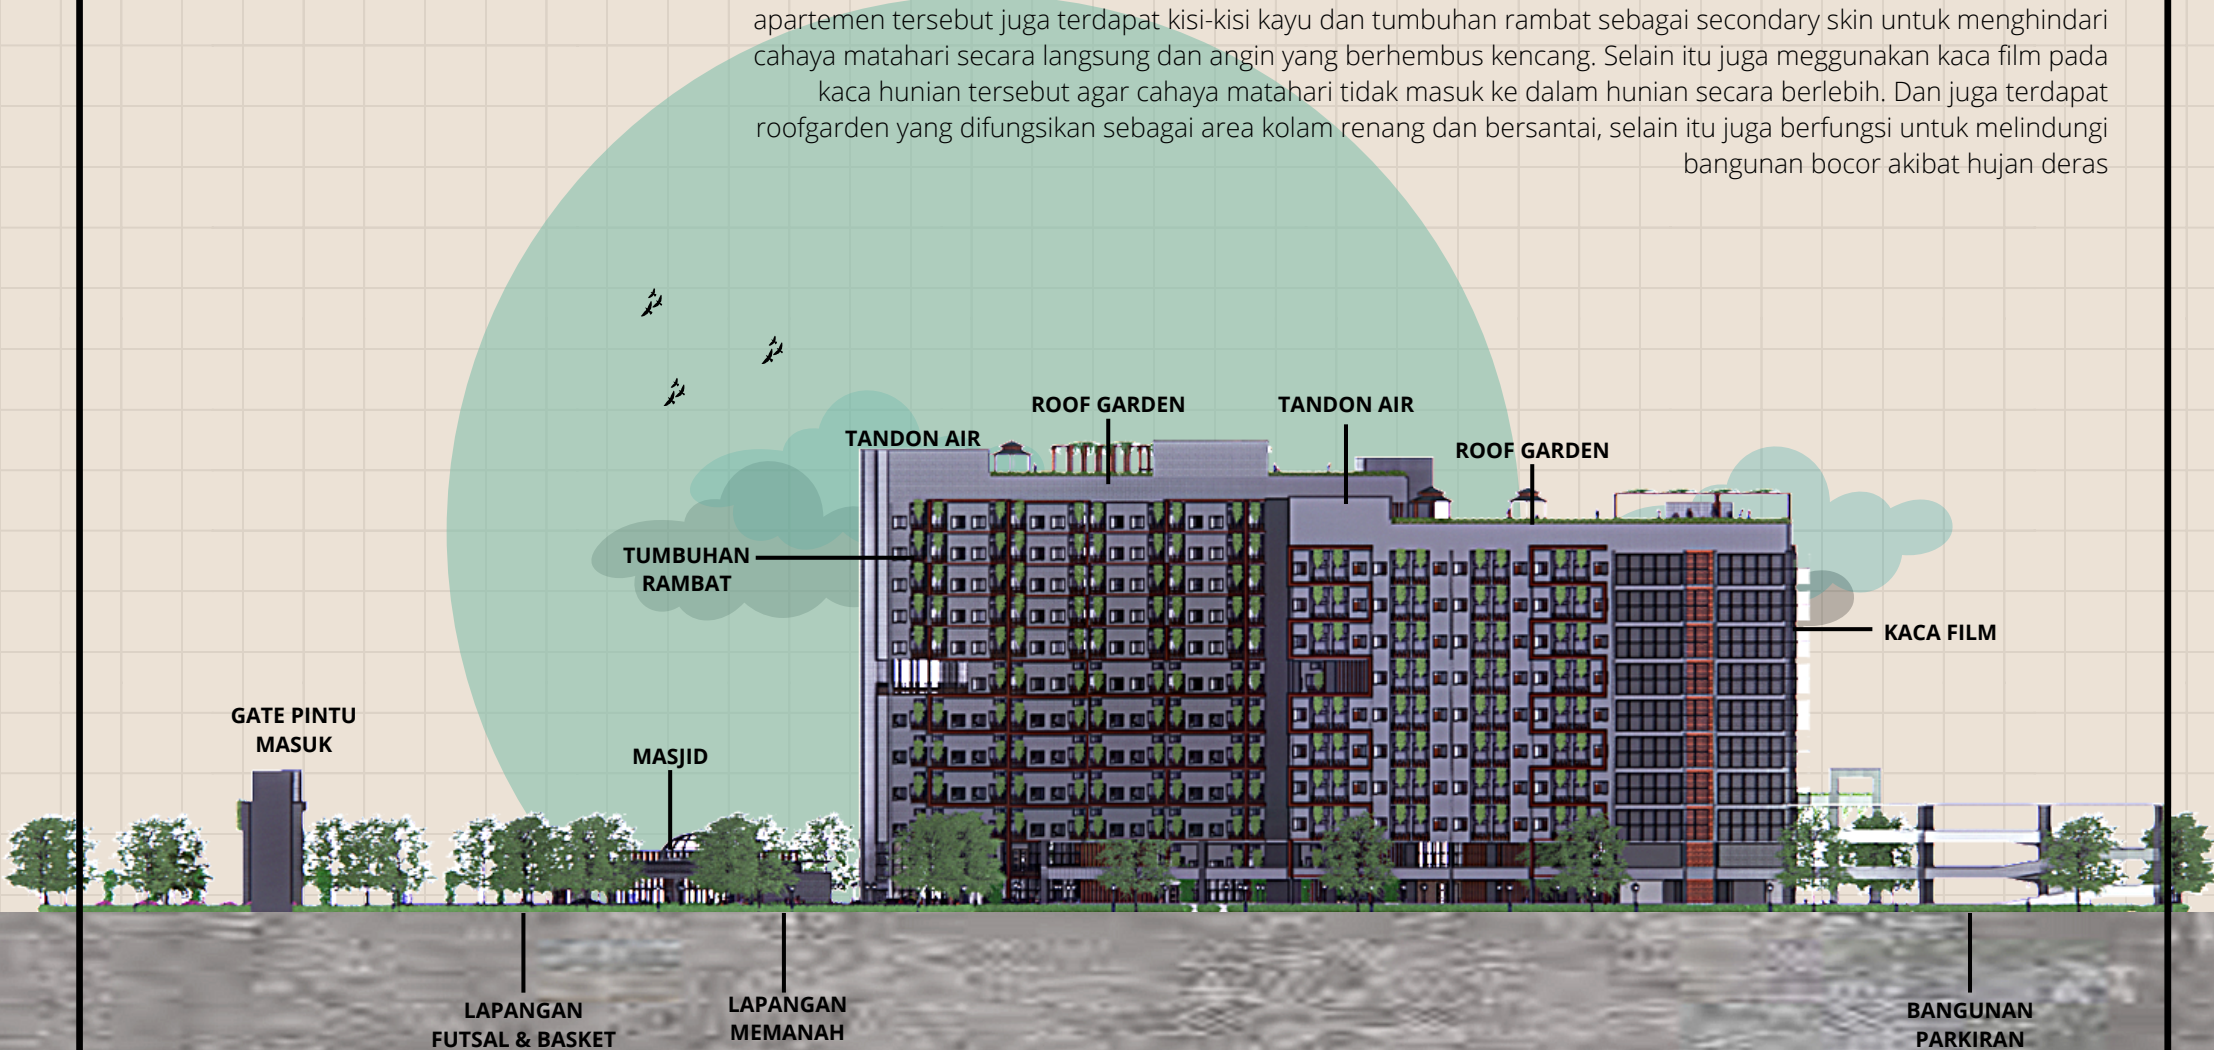 apartemen tersebut juga terdapat kisi-kisi kayu dan tumbuhan rambat sebagai secondary skin untuk menghindari
cahaya matahari secara langsung dan angin yang berhembus kencang. Selain itu juga meggunakan kaca film pada
kaca hunian tersebut agar cahaya matahari tidak masuk ke dalam hunian secara berlebih. Dan juga terdapat
roofgarden yang difungsikan sebagai area kolam renang dan bersantai, selain itu juga berfungsi untuk melindungi
bangunan bocor akibat hujan deras
ROOF GARDEN
TANDON AIR
TANDON AIR
ROOF GARDEN
TUMBUHAN
RAMBAT
KACA FILM
GATE PINTU
MASUK
MASJID
LAPANGAN
FUTSAL & BASKET
LAPANGAN
MEMANAH
BANGUNAN
PARKIRAN